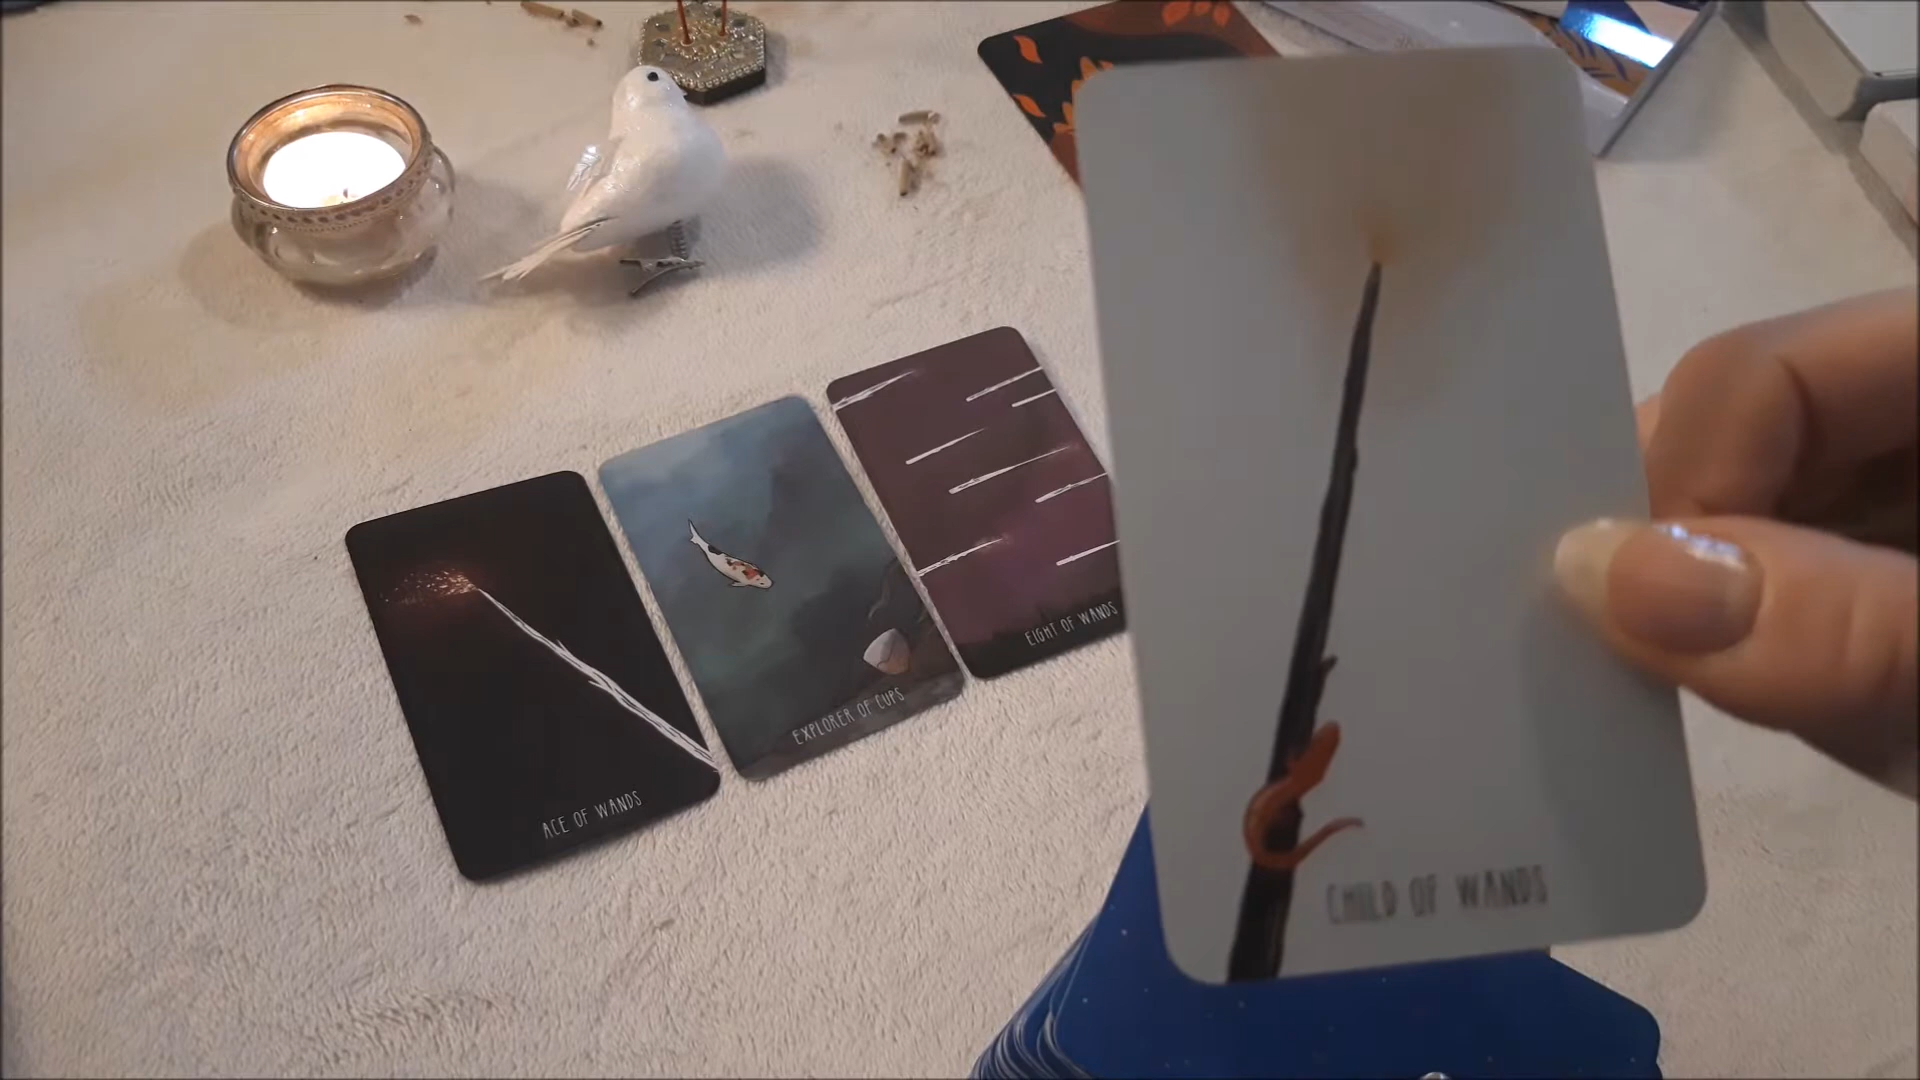 ACE OF WANDS
EXPLORER OF CUPS
EIGHT OF WANDS
CHILD OF WANDS